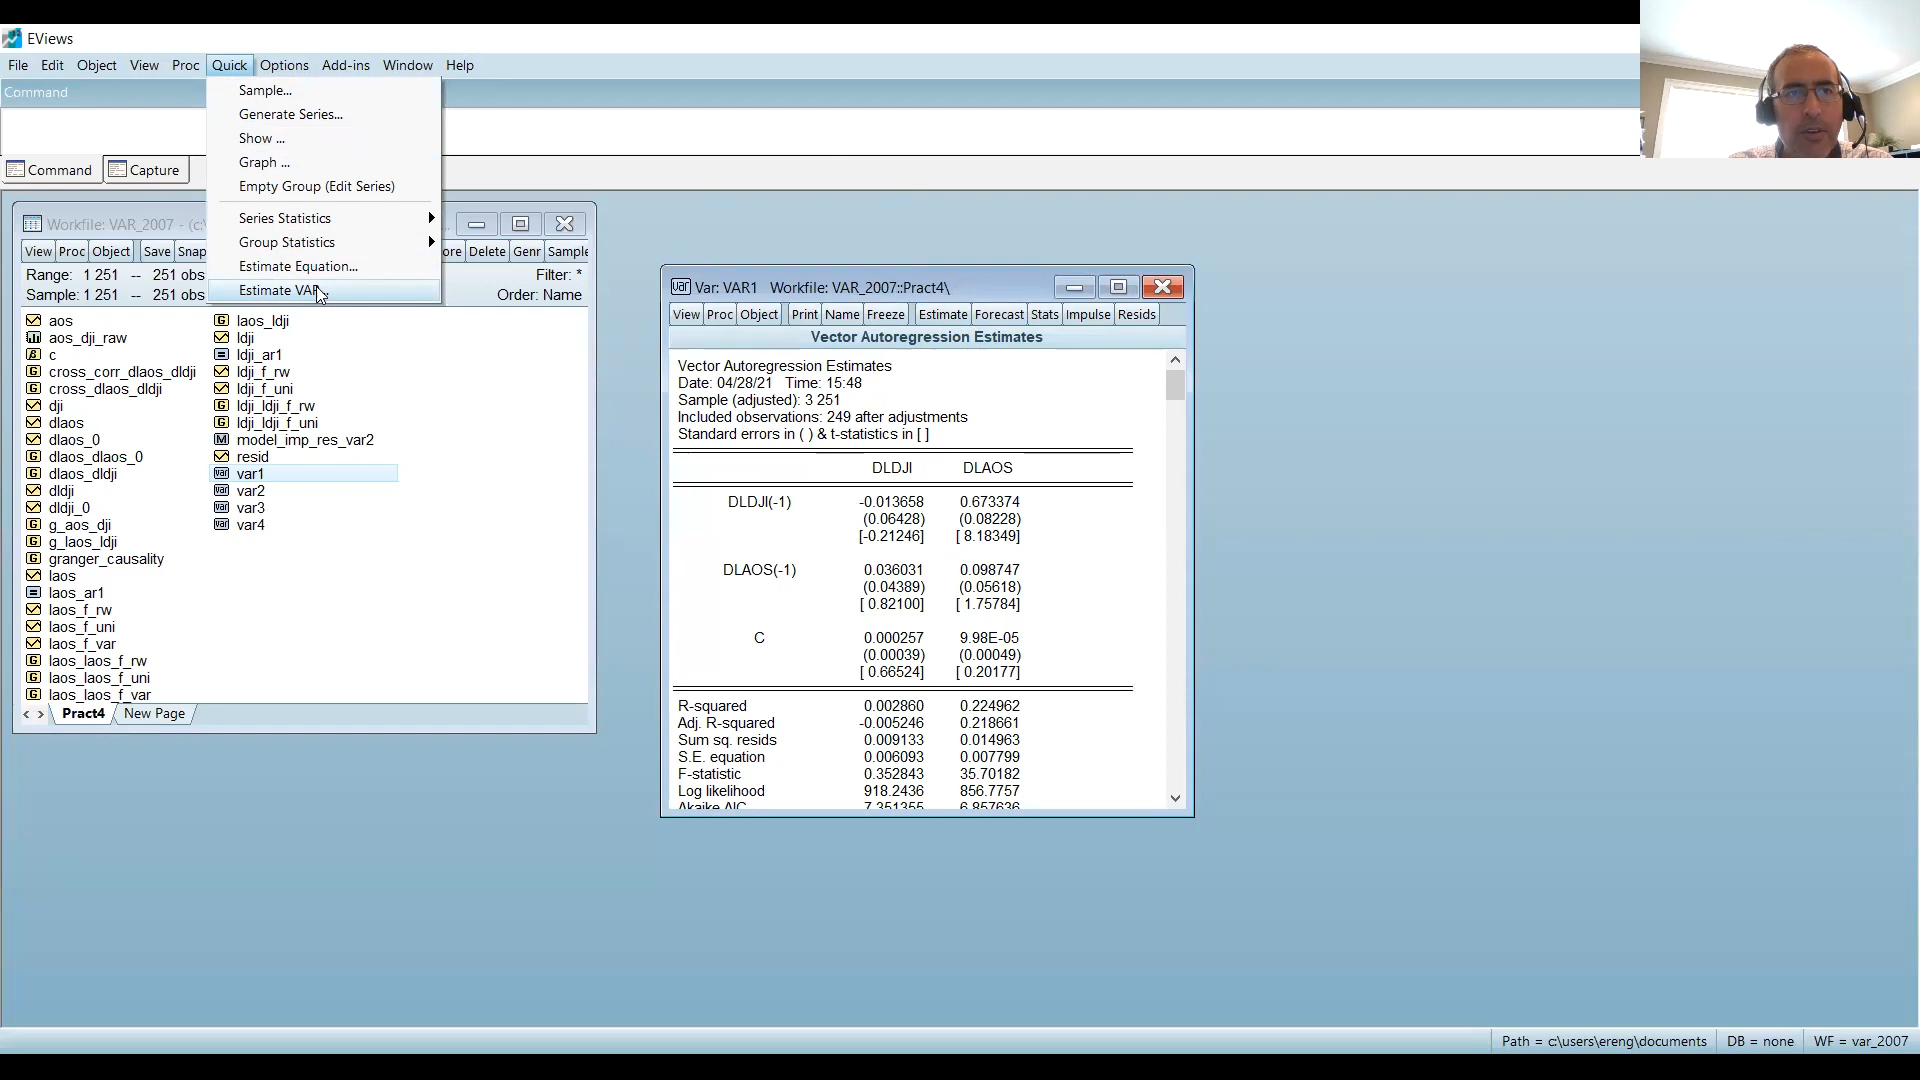 EViews
File Edit Object View Proc Quick Options Add-ins Window Help
Command
Sample...
Generate Series...
Show ...
Graph ...
Empty Group (Edit Series)
Series Statistics
Group Statistics
Estimate Equation...
Estimate VAR...
Command Capture
Workfile: VAR_2007 - (c:\
View Proc Object Save Snap ore Delete Genr Sample
Range: 1 251 -- 251 obs Filter: *
Sample: 1 251 -- 251 obs Order: Name
aos
aos_dji_raw
c
cross_corr_dlaos_dldji
cross_dlaos_dldji
dji
dlaos
dlaos_0
dlaos_dlaos_0
dlaos_dldji
dldji
dldji_0
g_aos_dji
g_laos_ldji
granger_causality
laos
laos_ar1
laos_f_rw
laos_f_uni
laos_f_var
laos_laos_f_rw
laos_laos_f_uni
laos_laos_f_var
laos_ldji
ldji
ldji_ar1
ldji_f_rw
ldji_f_uni
ldji_ldji_f_rw
ldji_ldji_f_uni
model_imp_res_var2
resid
var1
var2
var3
var4
Pract4 New Page
Var: VAR1 Workfile: VAR_2007::Pract4\
View Proc Object Print Name Freeze Estimate Forecast Stats Impulse Resids
Vector Autoregression Estimates
Vector Autoregression Estimates
Date: 04/28/21 Time: 15:48
Sample (adjusted): 3 251
Included observations: 249 after adjustments
Standard errors in ( ) & t-statistics in [ ]
DLDJI DLAOS
DLDJI(-1) -0.013658 0.673374
(0.06428) (0.08228)
[-0.21246] [ 8.18349]
DLAOS(-1) 0.036031 0.098747
(0.04389) (0.05618)
[ 0.82100] [ 1.75784]
C 0.000257 9.98E-05
(0.00039) (0.00049)
[ 0.66524] [ 0.20177]
R-squared 0.002860 0.224962
Adj. R-squared -0.005246 0.218661
Sum sq. resids 0.009133 0.014963
S.E. equation 0.006093 0.007799
F-statistic 0.352843 35.70182
Log likelihood 918.2436 856.7757
Akaike AIC 7.351355 6.857636
Path = c:\users\ereng\documents DB = none WF = var_2007